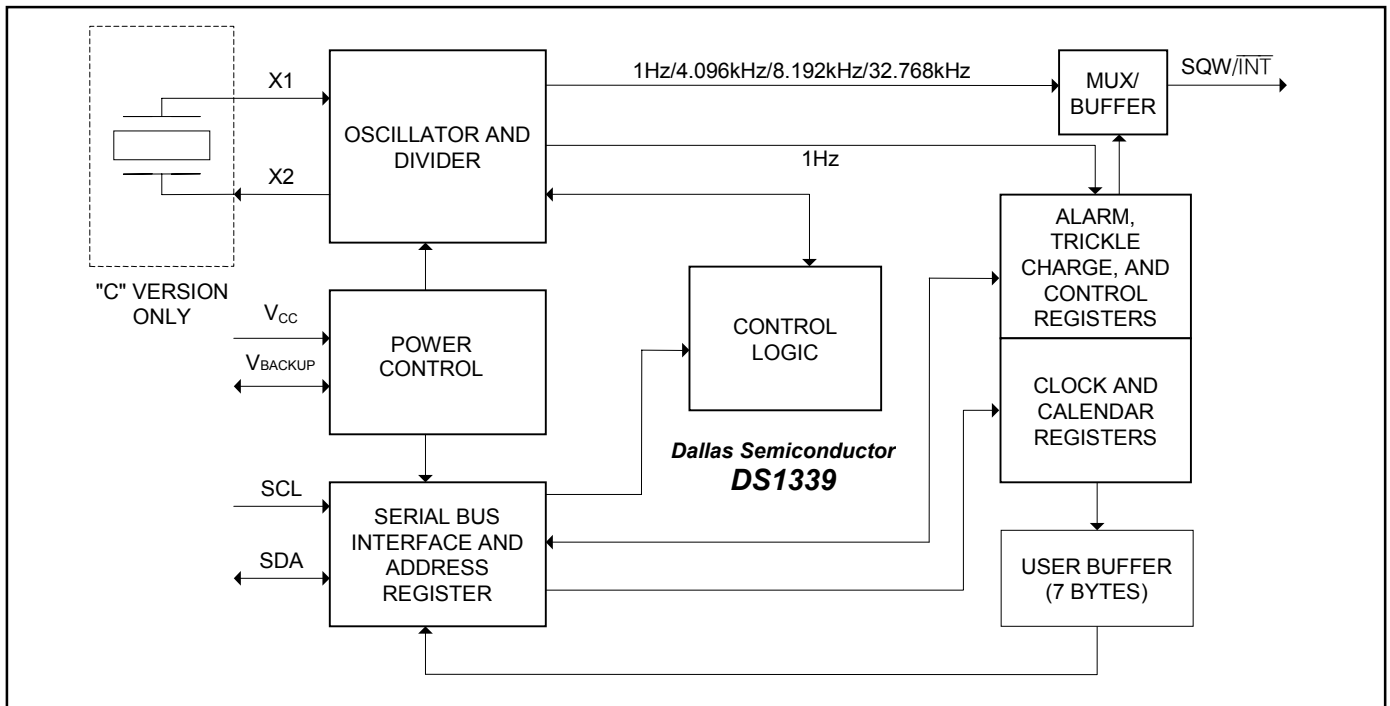 X1
X2
"C" VERSION
ONLY
OSCILLATOR AND
DIVIDER
1Hz/4.096kHz/8.192kHz/32.768kHz
1Hz
MUX/
BUFFER
SQW/INT
ALARM,
TRICKLE
CHARGE, AND
CONTROL
REGISTERS
CLOCK AND
CALENDAR
REGISTERS
VCC
VBACKUP
POWER
CONTROL
CONTROL
LOGIC
Dallas Semiconductor
DS1339
SCL
SDA
SERIAL BUS
INTERFACE AND
ADDRESS
REGISTER
USER BUFFER
(7 BYTES)